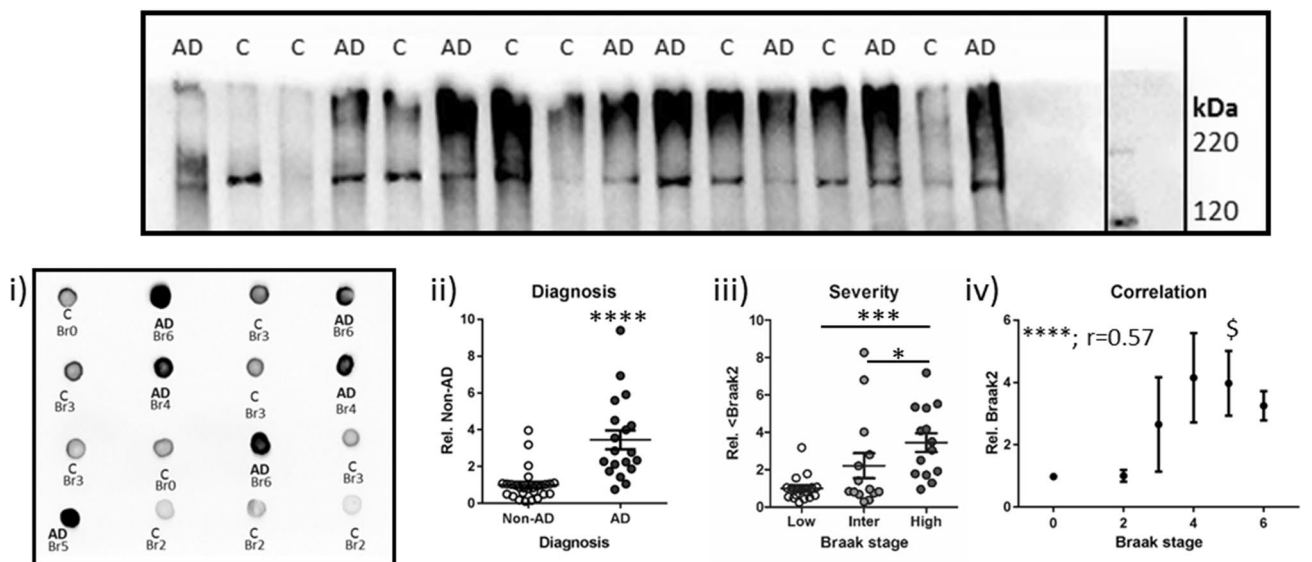 AD C C AD C AD C C AD AD C AD C AD C AD
kDa
220
120
i)
C
Br0
AD
Br6
C
Br3
AD
Br6
C
Br3
AD
Br4
C
Br3
AD
Br4
C
Br3
C
Br0
AD
Br6
C
Br3
AD
Br5
C
Br2
C
Br2
C
Br2
ii)
Diagnosis
****
Rel. Non-AD
10
8
6
4
2
0
Non-AD AD
Diagnosis
iii)
Severity
***
*
Rel. <Braak2
10
8
6
4
2
0
Low Inter High
Braak stage
iv)
Correlation
****; r=0.57
$
Rel. Braak2
6
4
2
0
0 2 4 6
Braak stage